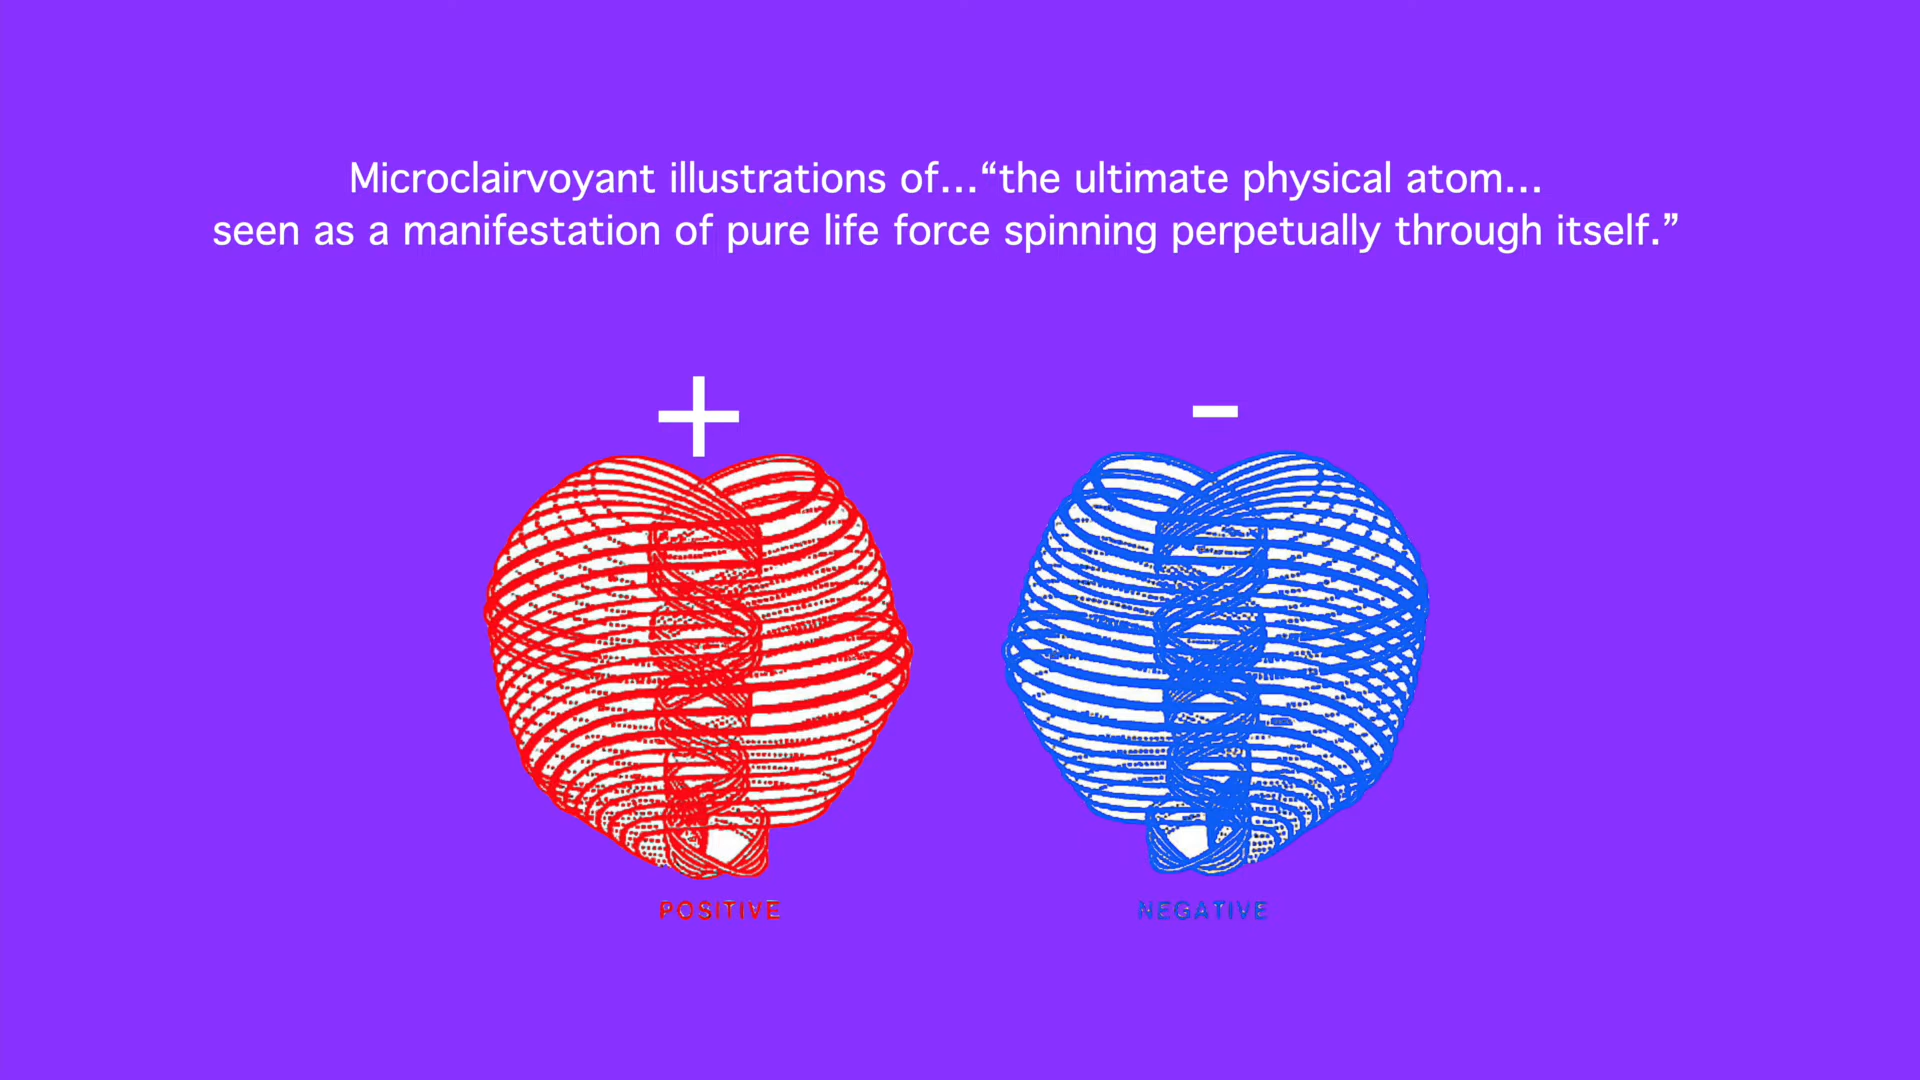 Microclairvoyant illustrations of...“the ultimate physical atom...
seen as a manifestation of pure life force spinning perpetually through itself.”
+ -
POSITIVE NEGATIVE